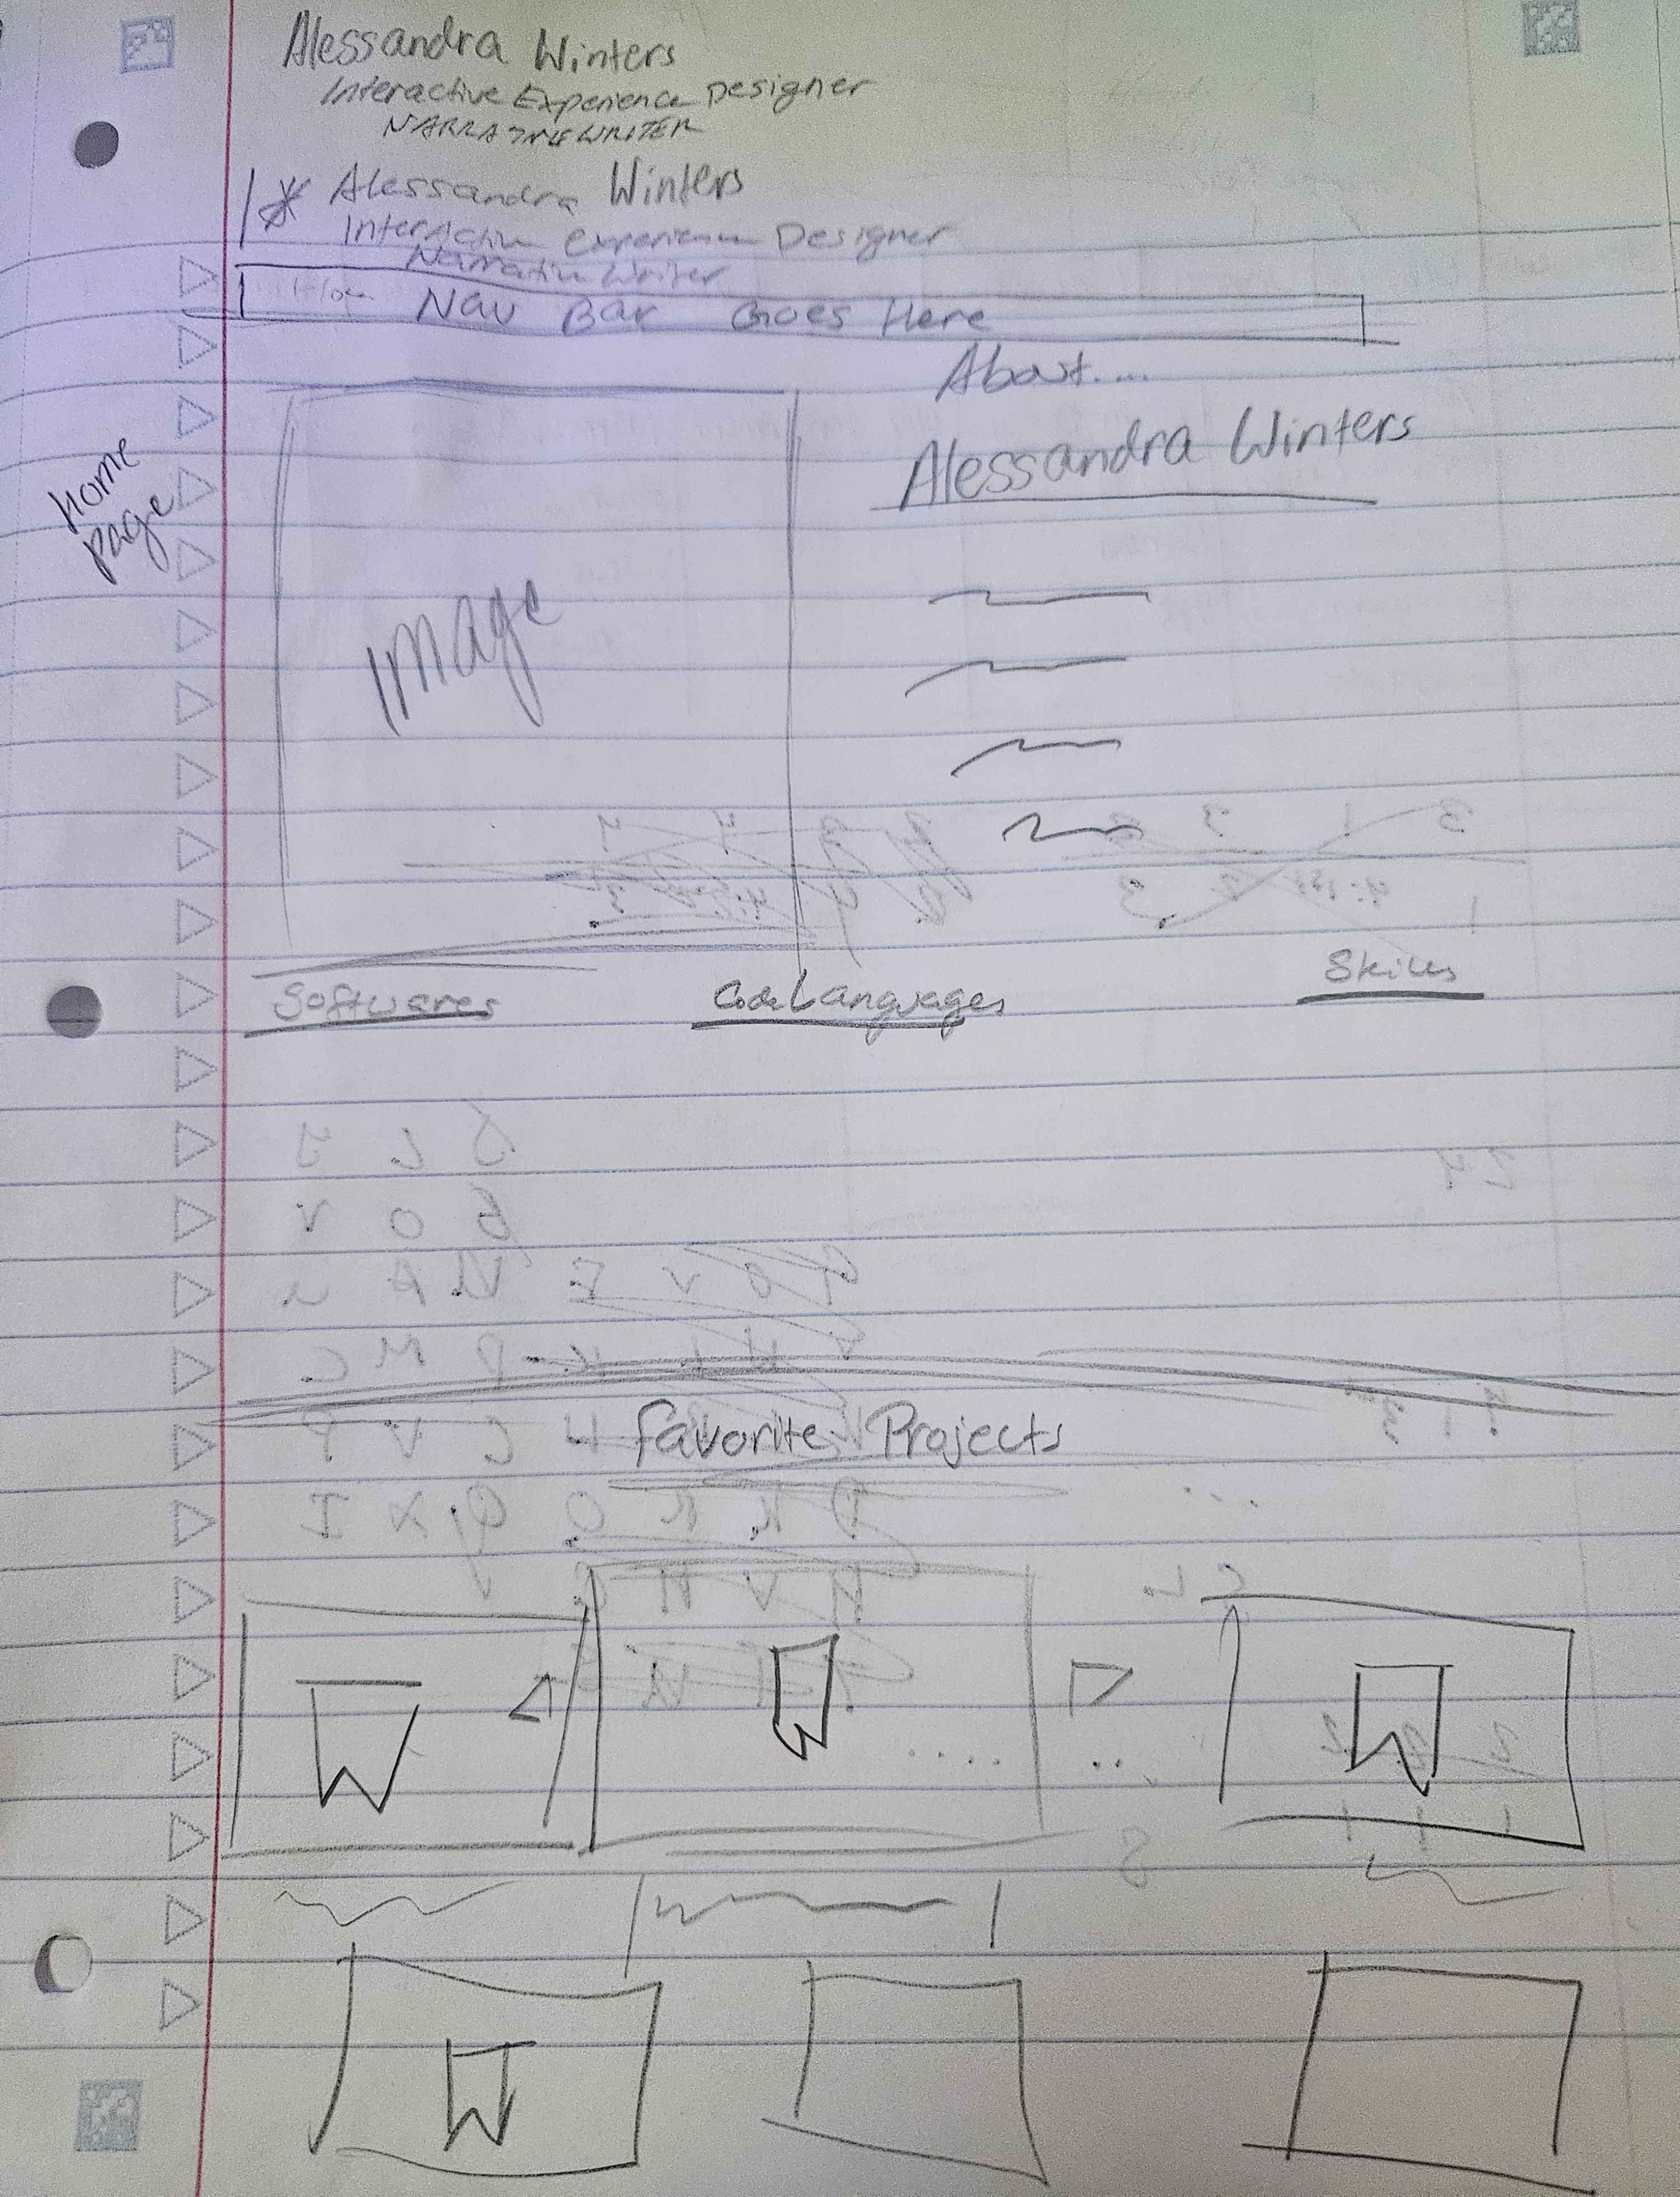 Alessandra Winters
Interactive Experience Designer
NARRATIVE WRITER
* Alessandra Winters
Interactive experience Designer
Narrative Writer
Nav Bar Goes Here
About....
Alessandra Winters
home
page
Image
Softwares
Code Languages
Skills
favorite Projects